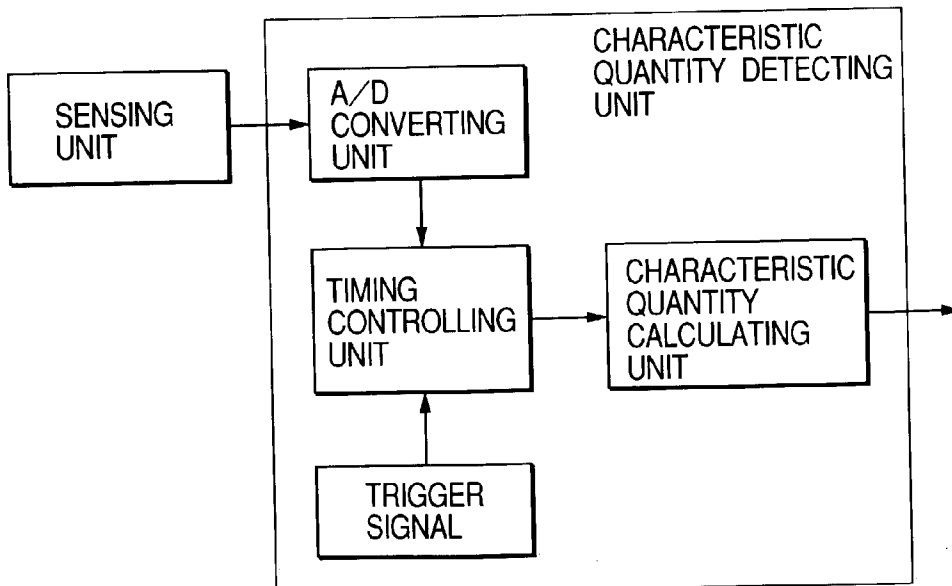 CHARACTERISTIC
QUANTITY DETECTING
UNIT
SENSING
UNIT
A/D
CONVERTING
UNIT
TIMING
CONTROLLING
UNIT
CHARACTERISTIC
QUANTITY
CALCULATING
UNIT
TRIGGER
SIGNAL